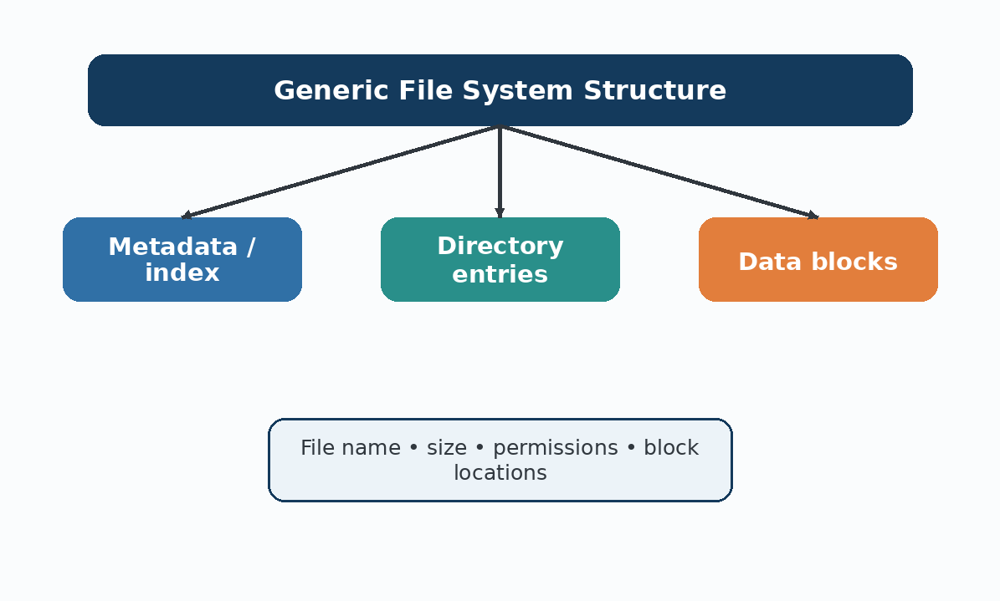 Generic File System Structure
Metadata /
index
Directory
entries
Data blocks
File name • size • permissions • block
locations